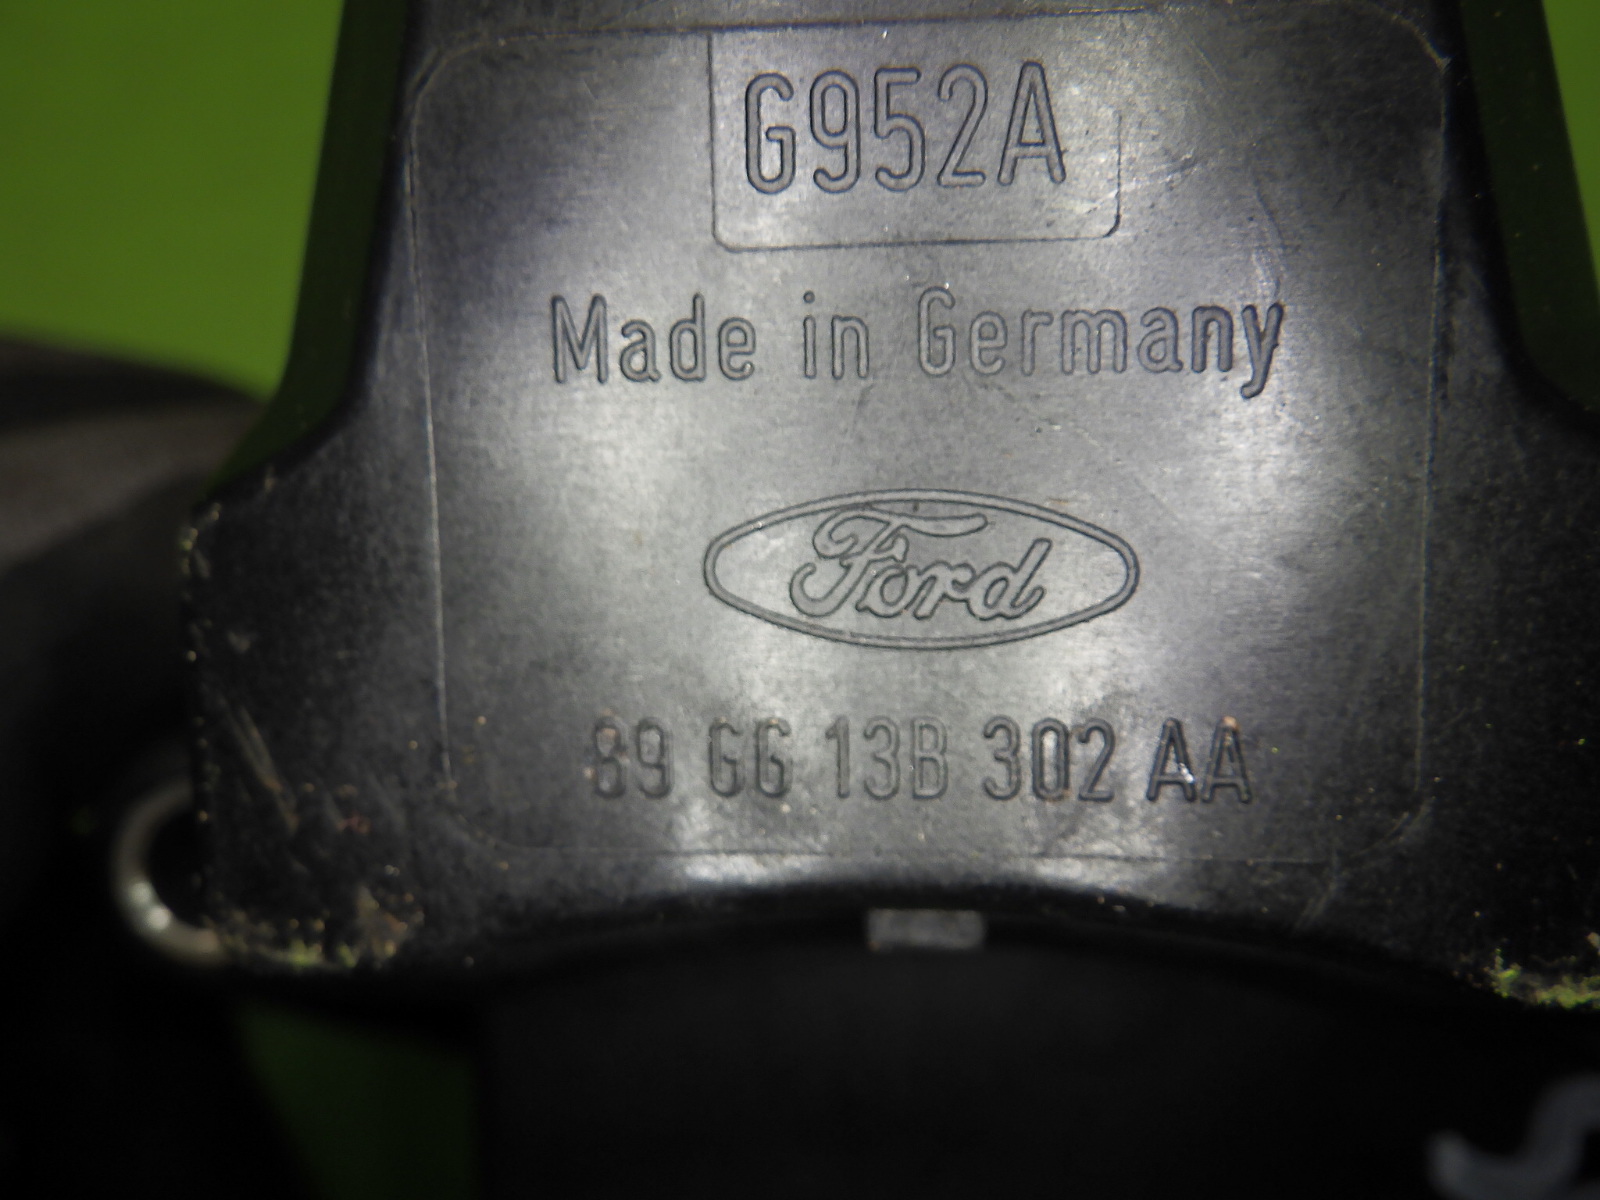 G952A
Made in Germany
Ford
89 GG 13B 302 AA